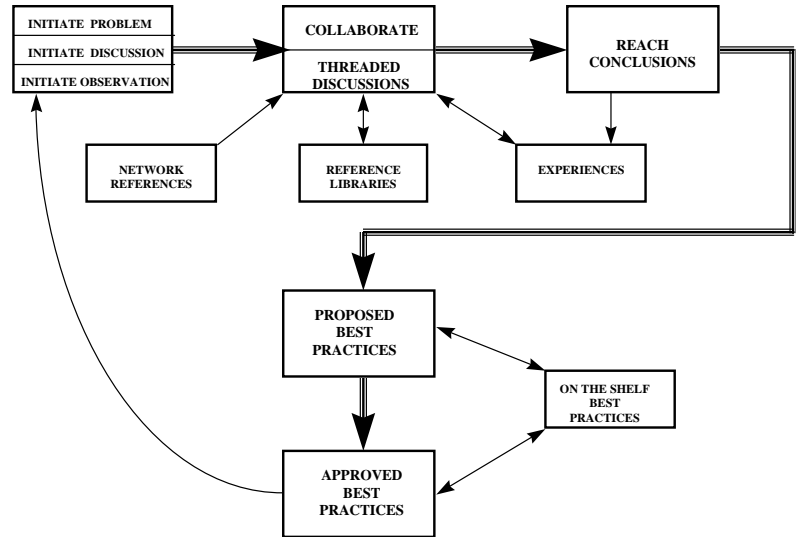 INITIATE PROBLEM
INITIATE DISCUSSION
INITIATE OBSERVATION
COLLABORATE
THREADED
DISCUSSIONS
REACH
CONCLUSIONS
NETWORK
REFERENCES
REFERENCE
LIBRARIES
EXPERIENCES
PROPOSED
BEST
PRACTICES
ON THE SHELF
BEST
PRACTICES
APPROVED
BEST
PRACTICES